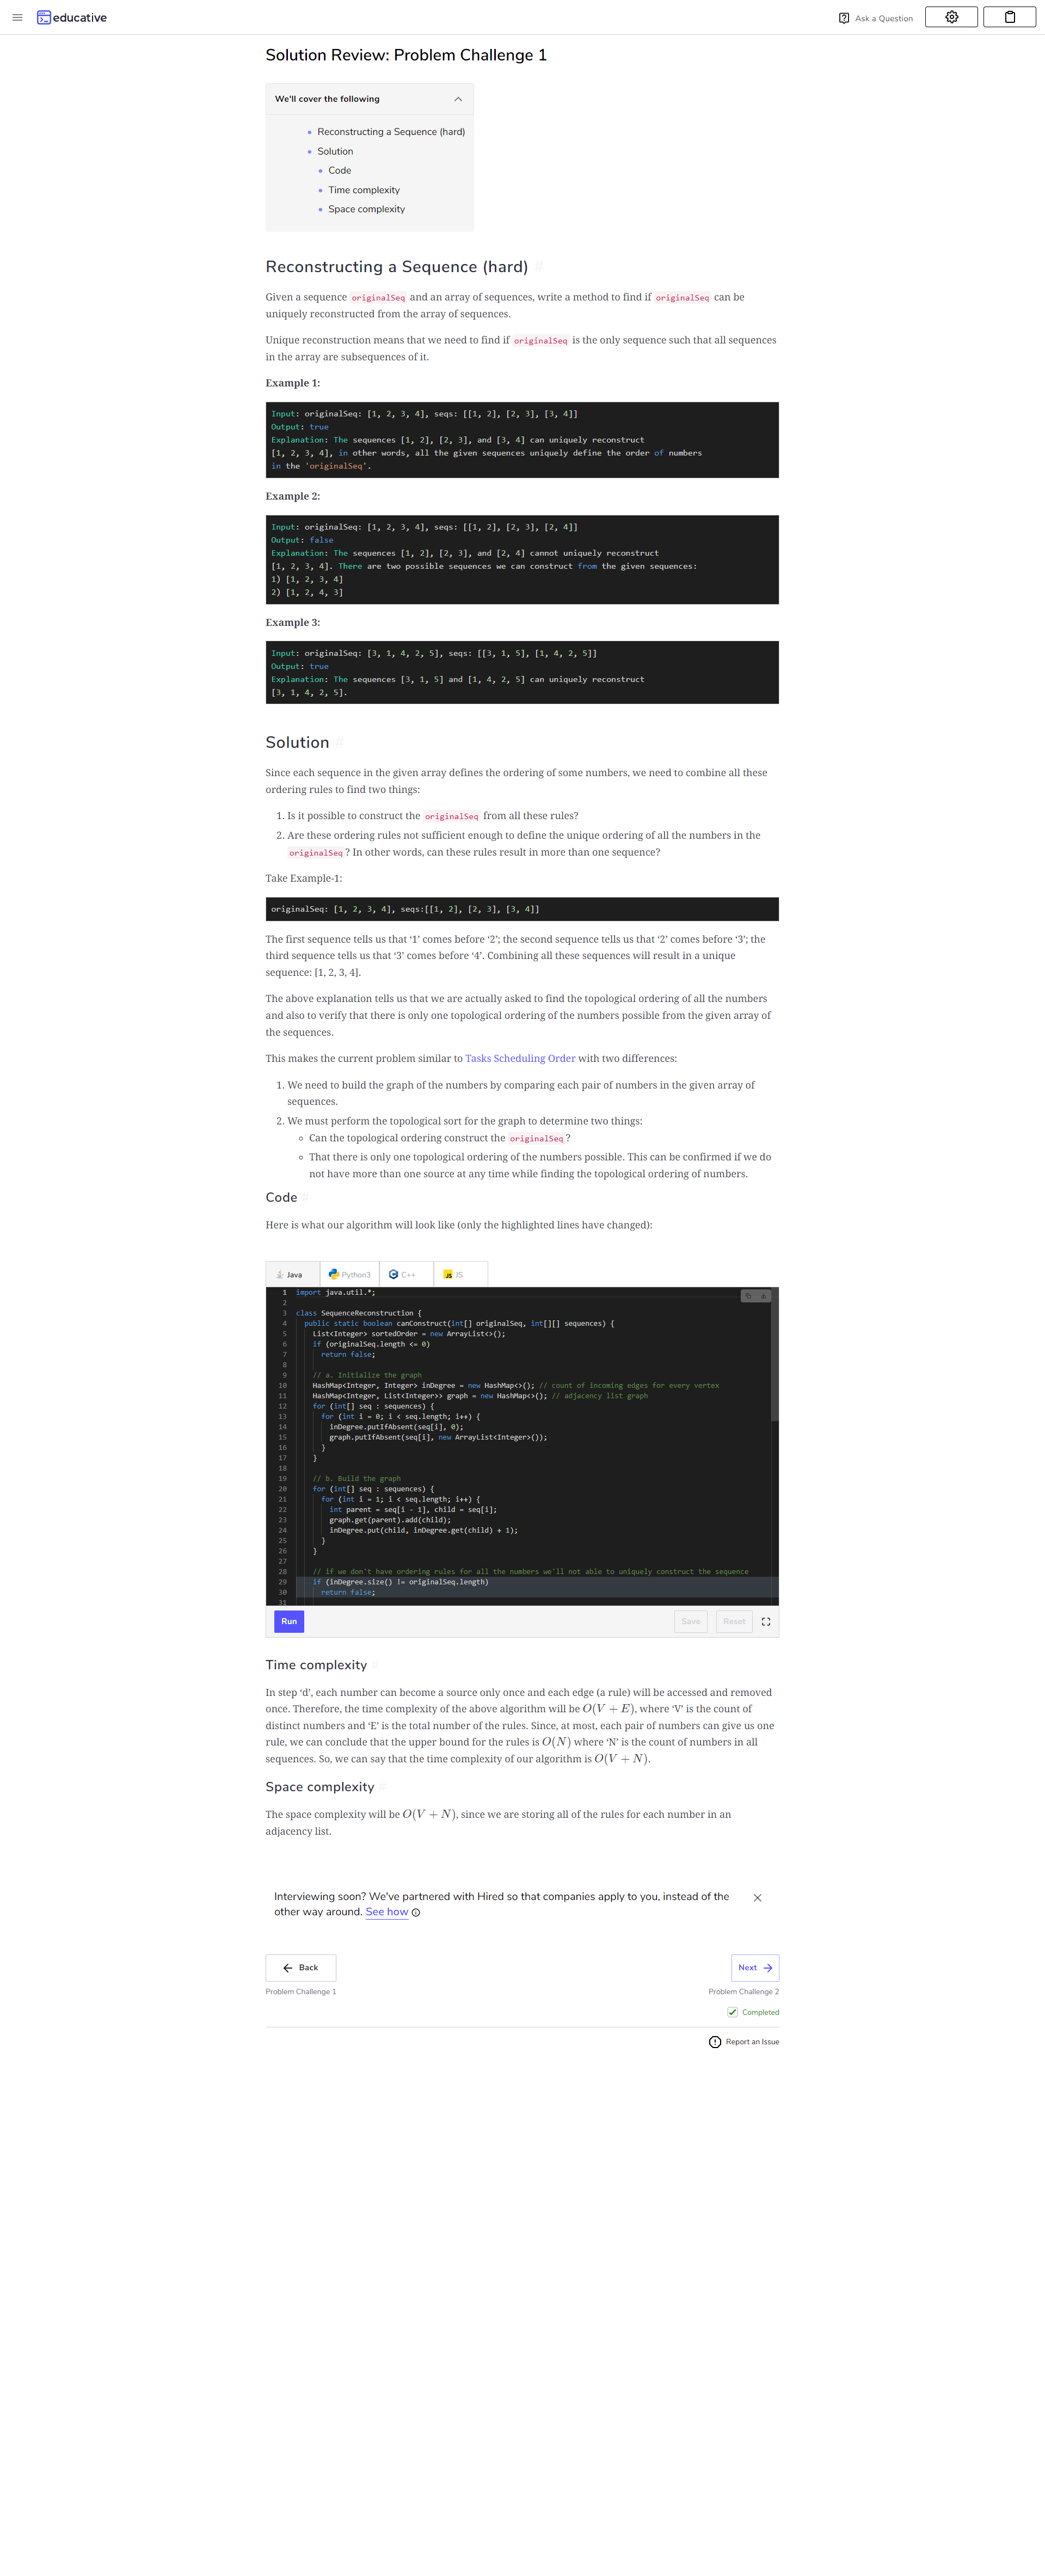 educative
Ask a Question
Solution Review: Problem Challenge 1
We'll cover the following
Reconstructing a Sequence (hard)
Solution
Code
Time complexity
Space complexity
Reconstructing a Sequence (hard) #
Given a sequence originalSeq and an array of sequences, write a method to find if originalSeq can be
uniquely reconstructed from the array of sequences.
Unique reconstruction means that we need to find if originalSeq is the only sequence such that all sequences
in the array are subsequences of it.
Example 1:
Input: originalSeq: [1, 2, 3, 4], seqs: [[1, 2], [2, 3], [3, 4]]
Output: true
Explanation: The sequences [1, 2], [2, 3], and [3, 4] can uniquely reconstruct
[1, 2, 3, 4], in other words, all the given sequences uniquely define the order of numbers
in the 'originalSeq'.
Example 2:
Input: originalSeq: [1, 2, 3, 4], seqs: [[1, 2], [2, 3], [2, 4]]
Output: false
Explanation: The sequences [1, 2], [2, 3], and [2, 4] cannot uniquely reconstruct
[1, 2, 3, 4]. There are two possible sequences we can construct from the given sequences:
1) [1, 2, 3, 4]
2) [1, 2, 4, 3]
Example 3:
Input: originalSeq: [3, 1, 4, 2, 5], seqs: [[3, 1, 5], [1, 4, 2, 5]]
Output: true
Explanation: The sequences [3, 1, 5] and [1, 4, 2, 5] can uniquely reconstruct
[3, 1, 4, 2, 5].
Solution #
Since each sequence in the given array defines the ordering of some numbers, we need to combine all these
ordering rules to find two things:
1. Is it possible to construct the originalSeq from all these rules?
2. Are these ordering rules not sufficient enough to define the unique ordering of all the numbers in the
originalSeq? In other words, can these rules result in more than one sequence?
Take Example-1:
originalSeq: [1, 2, 3, 4], seqs:[[1, 2], [2, 3], [3, 4]]
The first sequence tells us that ‘1’ comes before ‘2’; the second sequence tells us that ‘2’ comes before ‘3’; the
third sequence tells us that ‘3’ comes before ‘4’. Combining all these sequences will result in a unique
sequence: [1, 2, 3, 4].
The above explanation tells us that we are actually asked to find the topological ordering of all the numbers
and also to verify that there is only one topological ordering of the numbers possible from the given array of
the sequences.
This makes the current problem similar to Tasks Scheduling Order with two differences:
1. We need to build the graph of the numbers by comparing each pair of numbers in the given array of
sequences.
2. We must perform the topological sort for the graph to determine two things:
Can the topological ordering construct the originalSeq?
That there is only one topological ordering of the numbers possible. This can be confirmed if we do
not have more than one source at any time while finding the topological ordering of numbers.
Code #
Here is what our algorithm will look like (only the highlighted lines have changed):
Java Python3 C++ JS
1 import java.util.*;
2
3 class SequenceReconstruction {
4 public static boolean canConstruct(int[] originalSeq, int[][] sequences) {
5 List<Integer> sortedOrder = new ArrayList<>();
6 if (originalSeq.length <= 0)
7 return false;
8
9 // a. Initialize the graph
10 HashMap<Integer, Integer> inDegree = new HashMap<>(); // count of incoming edges for every vertex
11 HashMap<Integer, List<Integer>> graph = new HashMap<>(); // adjacency list graph
12 for (int[] seq : sequences) {
13 for (int i = 0; i < seq.length; i++) {
14 inDegree.putIfAbsent(seq[i], 0);
15 graph.putIfAbsent(seq[i], new ArrayList<Integer>());
16 }
17 }
18
19 // b. Build the graph
20 for (int[] seq : sequences) {
21 for (int i = 1; i < seq.length; i++) {
22 int parent = seq[i - 1], child = seq[i];
23 graph.get(parent).add(child);
24 inDegree.put(child, inDegree.get(child) + 1);
25 }
26 }
27
28 // if we don't have ordering rules for all the numbers we'll not able to uniquely construct the sequence
29 if (inDegree.size() != originalSeq.length)
30 return false;
31
Run Save Reset
Time complexity #
In step ‘d’, each number can become a source only once and each edge (a rule) will be accessed and removed
once. Therefore, the time complexity of the above algorithm will be O(V + E), where ‘V’ is the count of
distinct numbers and ‘E’ is the total number of the rules. Since, at most, each pair of numbers can give us one
rule, we can conclude that the upper bound for the rules is O(N) where ‘N’ is the count of numbers in all
sequences. So, we can say that the time complexity of our algorithm is O(V + N).
Space complexity #
The space complexity will be O(V + N), since we are storing all of the rules for each number in an
adjacency list.
Interviewing soon? We've partnered with Hired so that companies apply to you, instead of the
other way around. See how
Back Next
Problem Challenge 1 Problem Challenge 2
Completed
Report an Issue